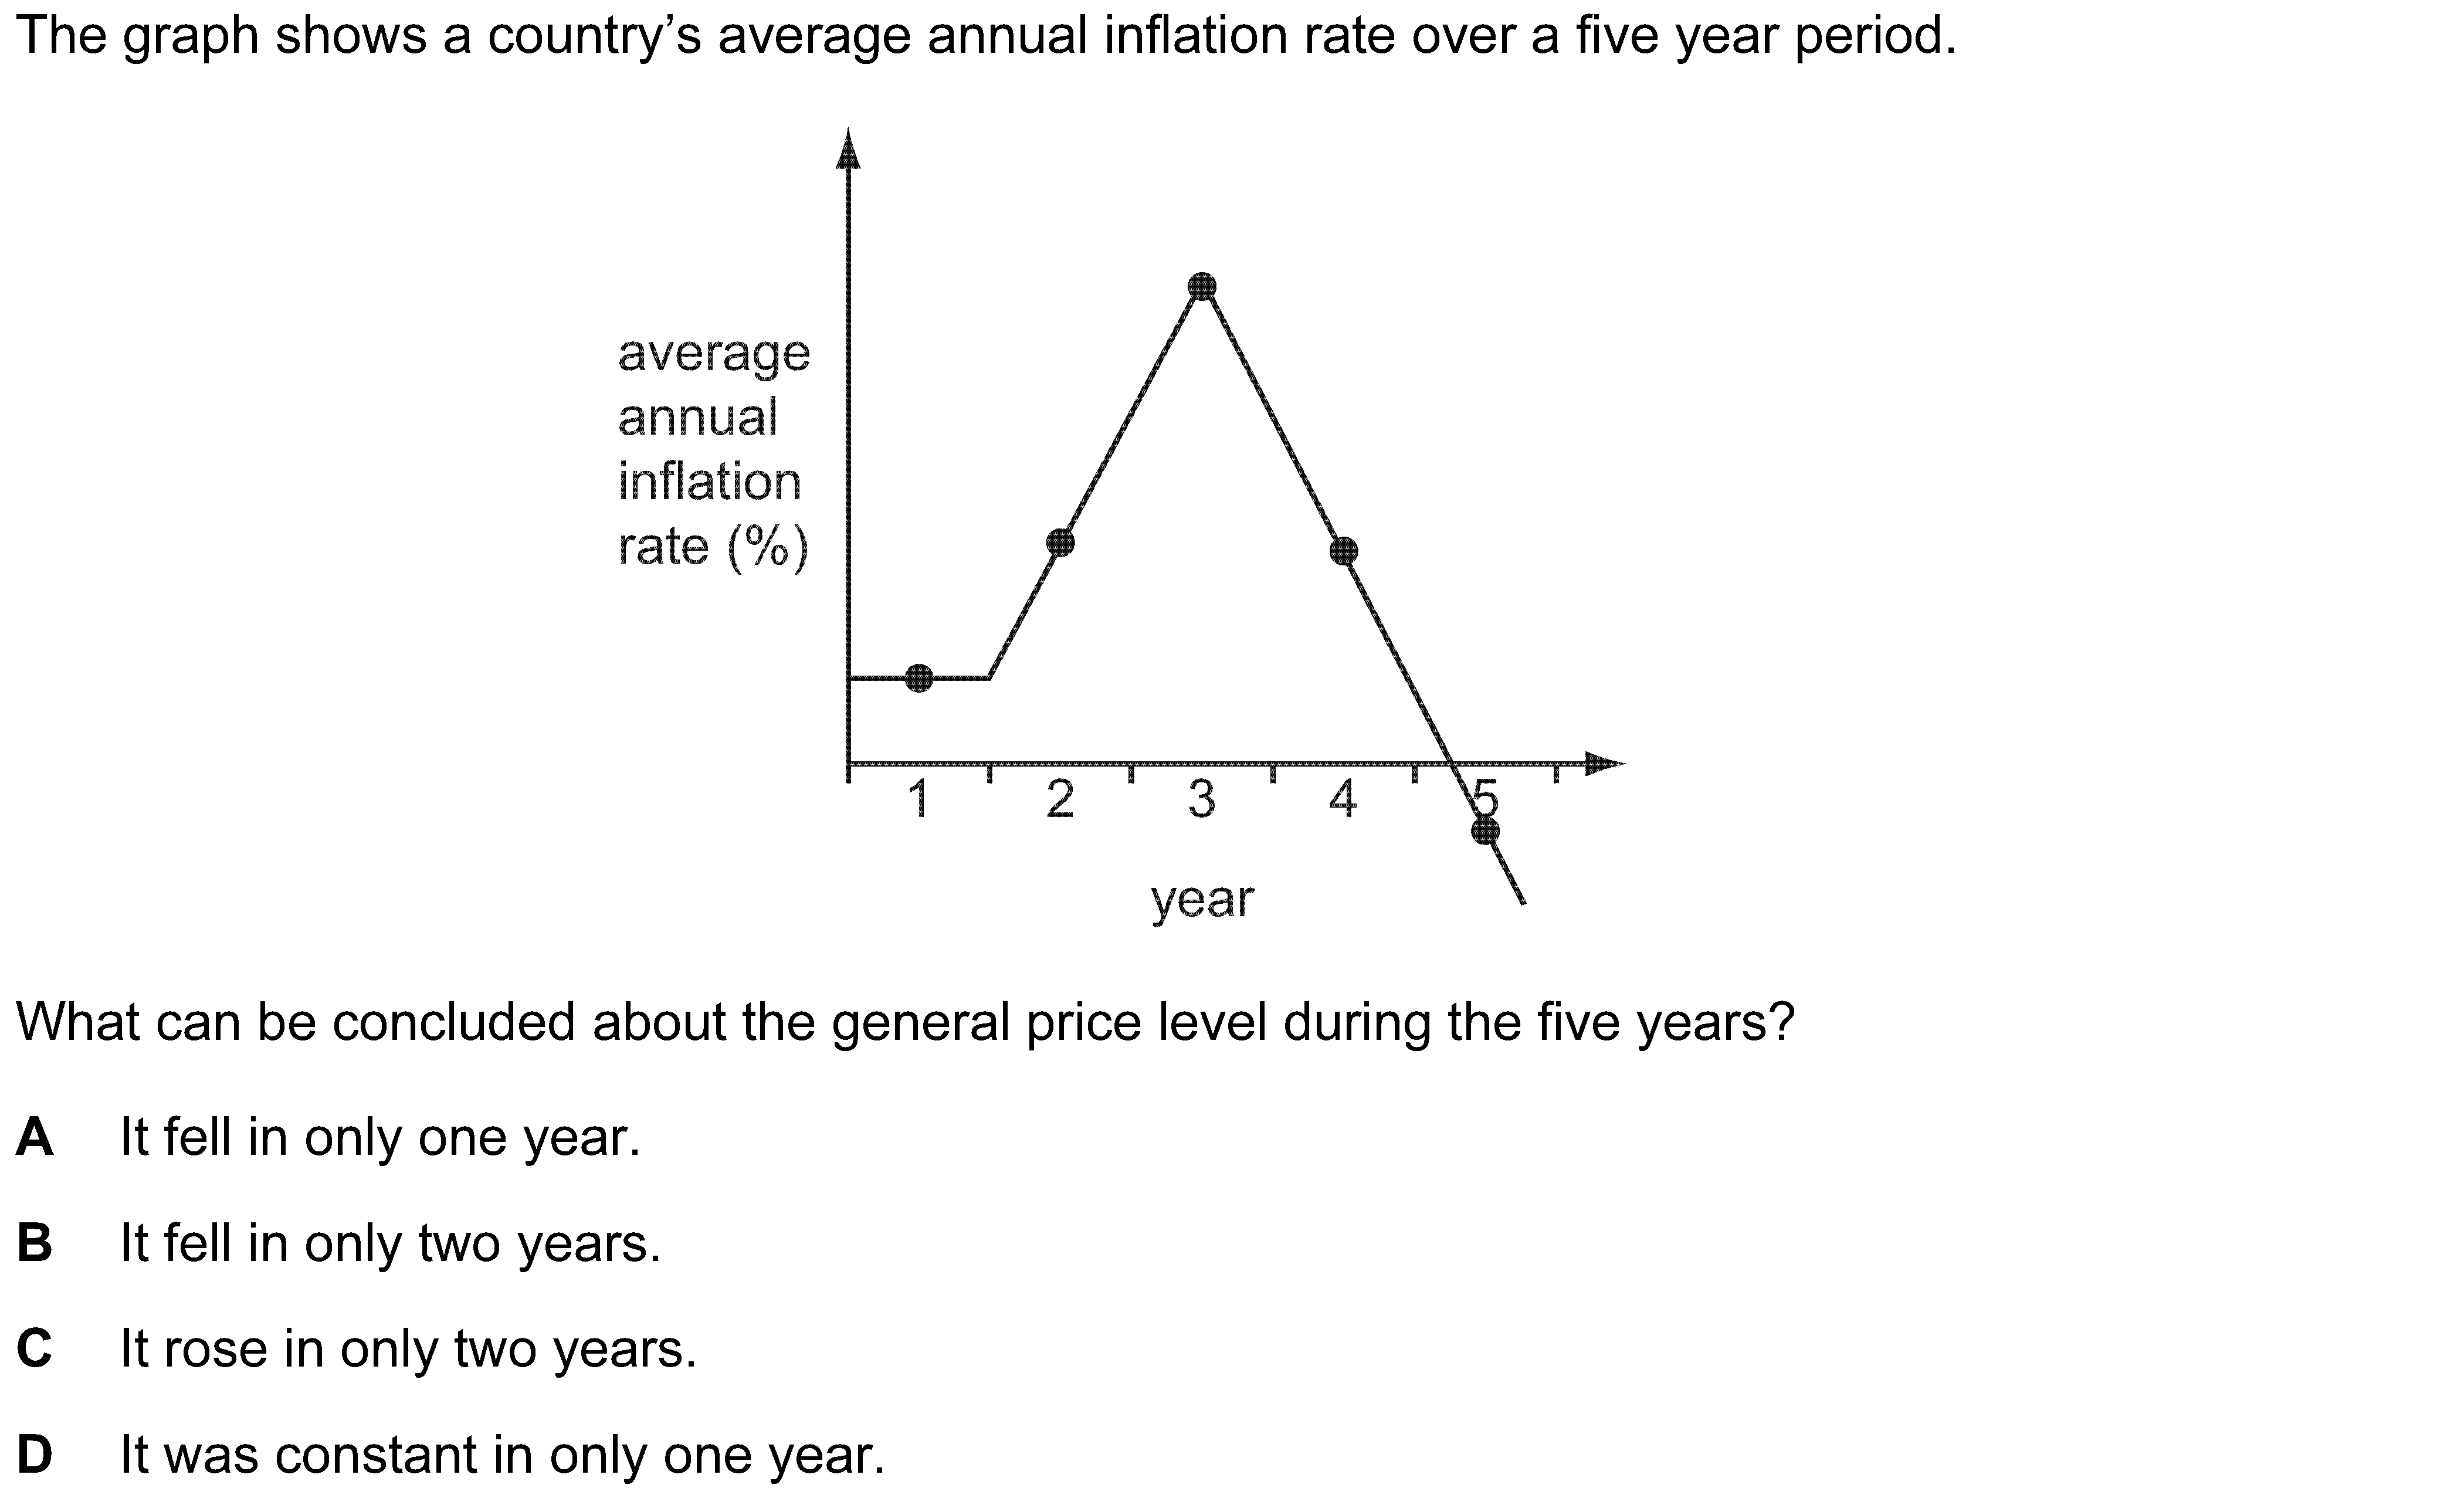 The graph shows a country’s average annual inflation rate over a five year period.
average
annual
inflation
rate (%)
1 2 3 4 5
year
What can be concluded about the general price level during the five years?
A It fell in only one year.
B It fell in only two years.
C It rose in only two years.
D It was constant in only one year.